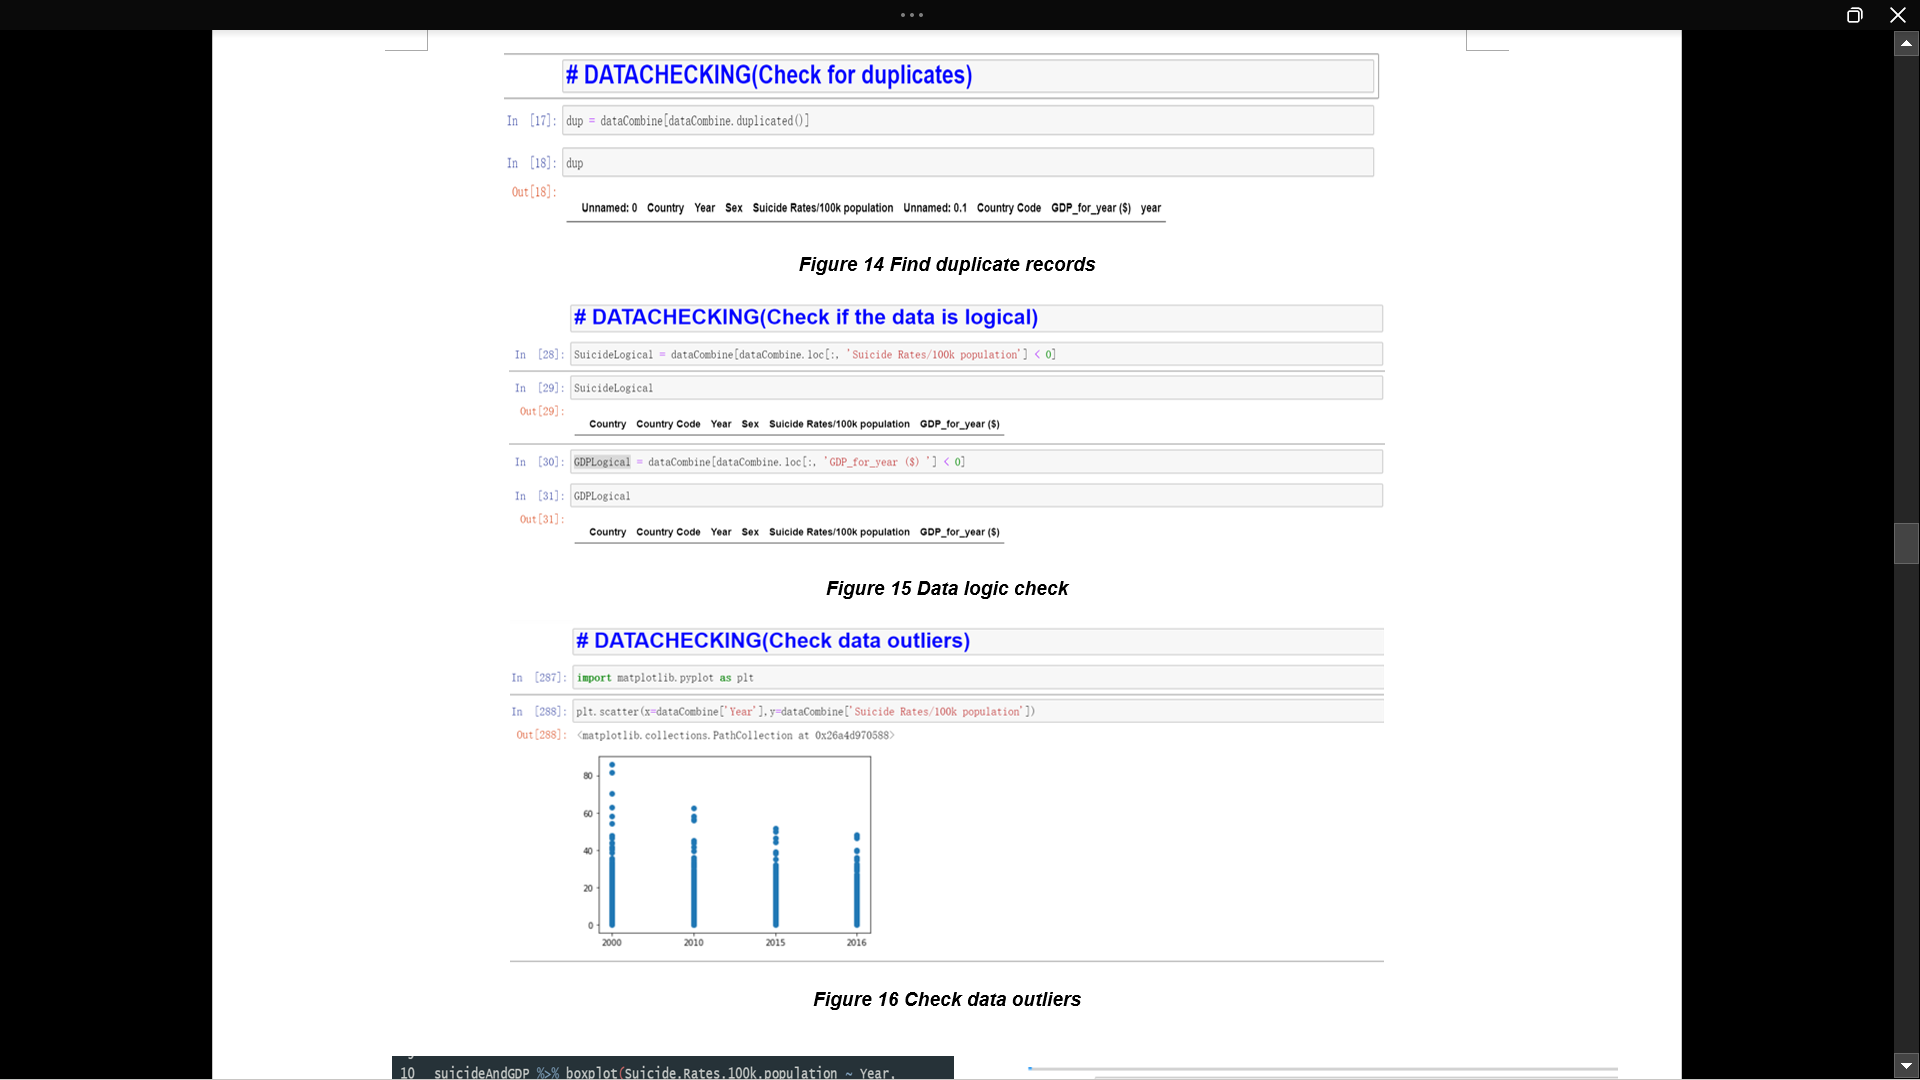 # DATACHECKING(Check for duplicates)
In [17]: dup = dataCombine[dataCombine.duplicated()]
In [18]: dup
Out[18]:
Unnamed: 0 Country Year Sex Suicide Rates/100k population Unnamed: 0.1 Country Code GDP_for_year ($) year
Figure 14 Find duplicate records
# DATACHECKING(Check if the data is logical)
In [28]: SuicideLogical = dataCombine[dataCombine.loc[:, 'Suicide Rates/100k population'] < 0]
In [29]: SuicideLogical
Out[29]:
Country Country Code Year Sex Suicide Rates/100k population GDP_for_year ($)
In [30]: GDPLogical = dataCombine[dataCombine.loc[:, 'GDP_for_year ($) '] < 0]
In [31]: GDPLogical
Out[31]:
Country Country Code Year Sex Suicide Rates/100k population GDP_for_year ($)
Figure 15 Data logic check
# DATACHECKING(Check data outliers)
In [287]: import matplotlib.pyplot as plt
In [288]: plt.scatter(x=dataCombine['Year'],y=dataCombine['Suicide Rates/100k population'])
Out[288]: <matplotlib.collections.PathCollection at 0x26a4d970588>
80
60
40
20
0
2000 2010 2015 2016
Figure 16 Check data outliers
10 suicideAndGDP %>% boxplot(Suicide.Rates.100k.population ~ Year,